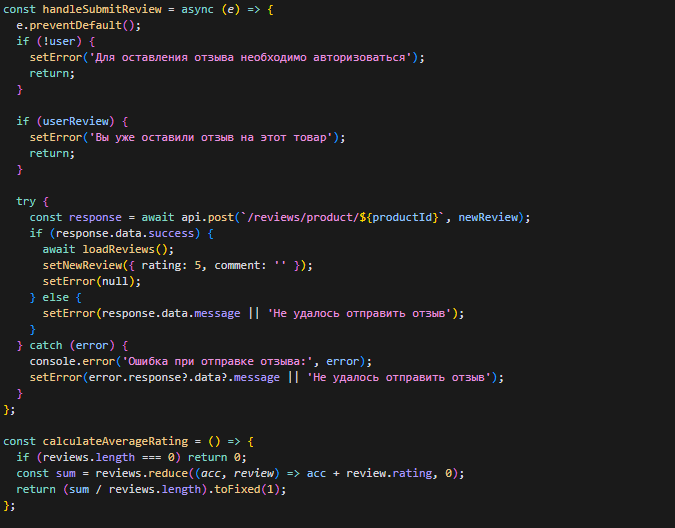 const handleSubmitReview = async (e) => {
  e.preventDefault();
  if (!user) {
    setError('Для оставления отзыва необходимо авторизоваться');
    return;
  }

  if (userReview) {
    setError('Вы уже оставили отзыв на этот товар');
    return;
  }

  try {
    const response = await api.post(`/reviews/product/${productId}`, newReview);
    if (response.data.success) {
      await loadReviews();
      setNewReview({ rating: 5, comment: '' });
      setError(null);
    } else {
      setError(response.data.message || 'Не удалось отправить отзыв');
    }
  } catch (error) {
    console.error('Ошибка при отправке отзыва:', error);
    setError(error.response?.data?.message || 'Не удалось отправить отзыв');
  }
};

const calculateAverageRating = () => {
  if (reviews.length === 0) return 0;
  const sum = reviews.reduce((acc, review) => acc + review.rating, 0);
  return (sum / reviews.length).toFixed(1);
};